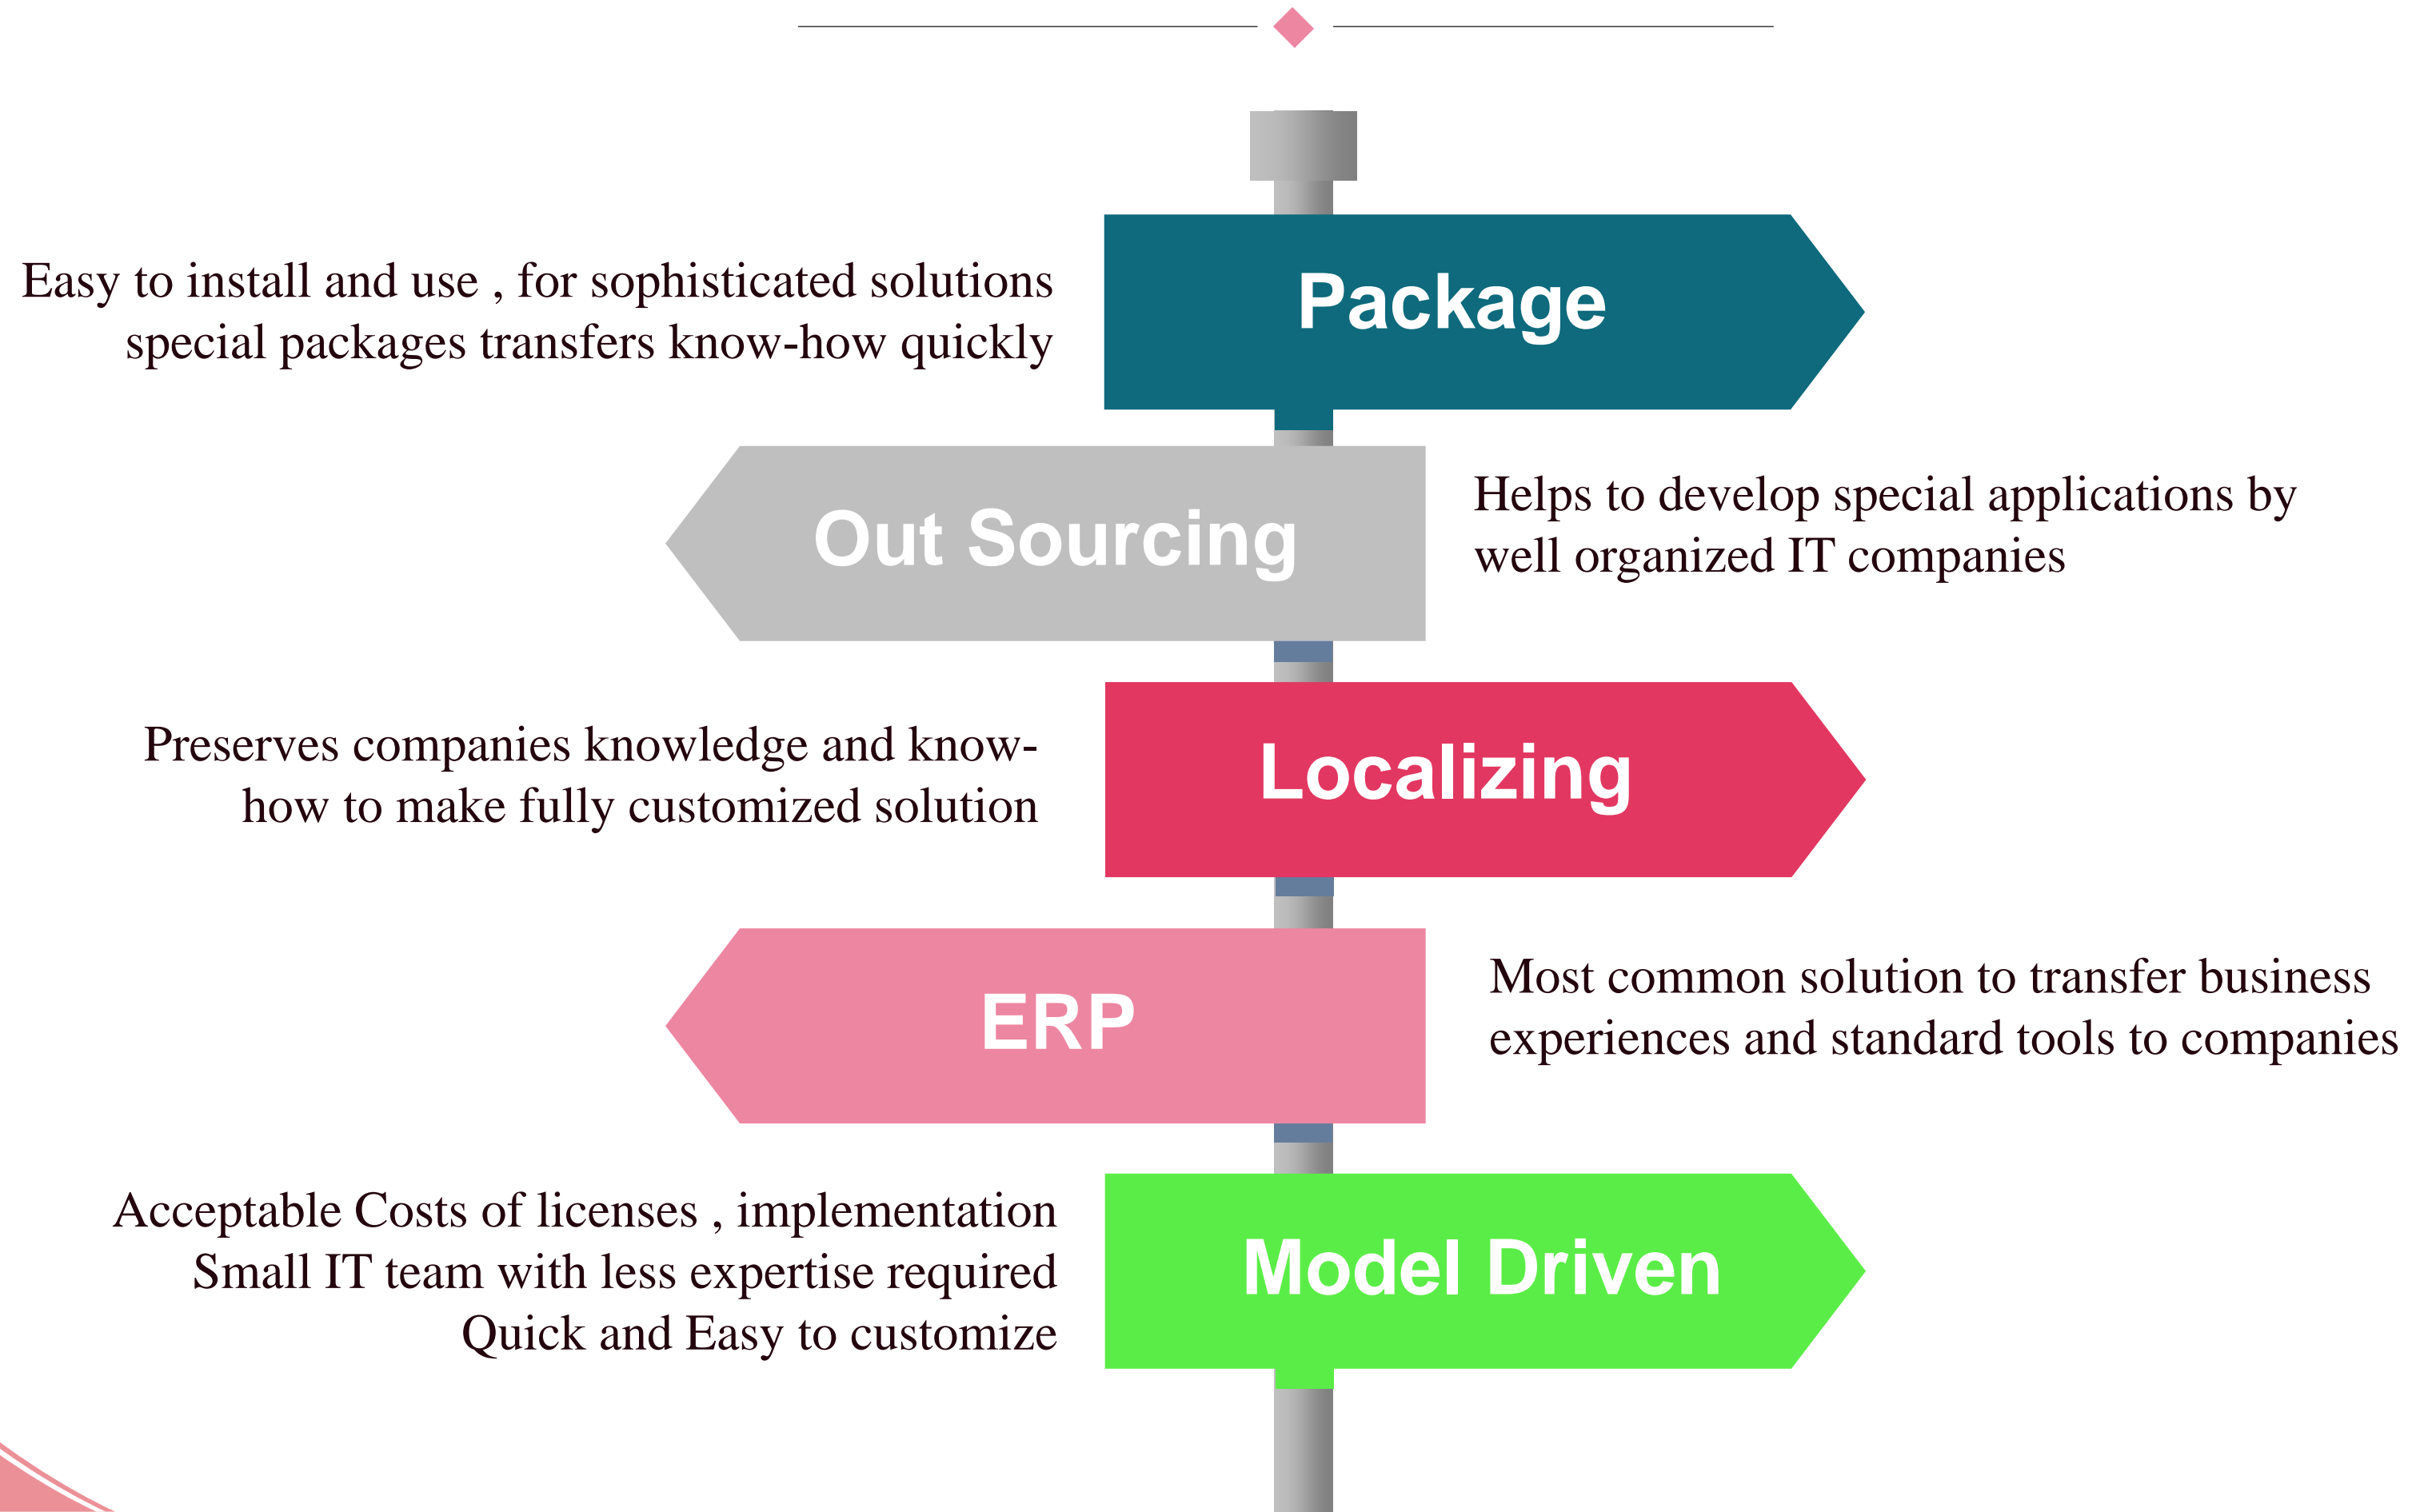 Easy to install and use , for sophisticated solutions
special packages transfers know-how quickly
Package
Out Sourcing
Helps to develop special applications by
well organized IT companies
Preserves companies knowledge and know-
how to make fully customized solution
Localizing
ERP
Most common solution to transfer business
experiences and standard tools to companies
Acceptable Costs of licenses , implementation
Small IT team with less expertise required
Quick and Easy to customize
Model Driven